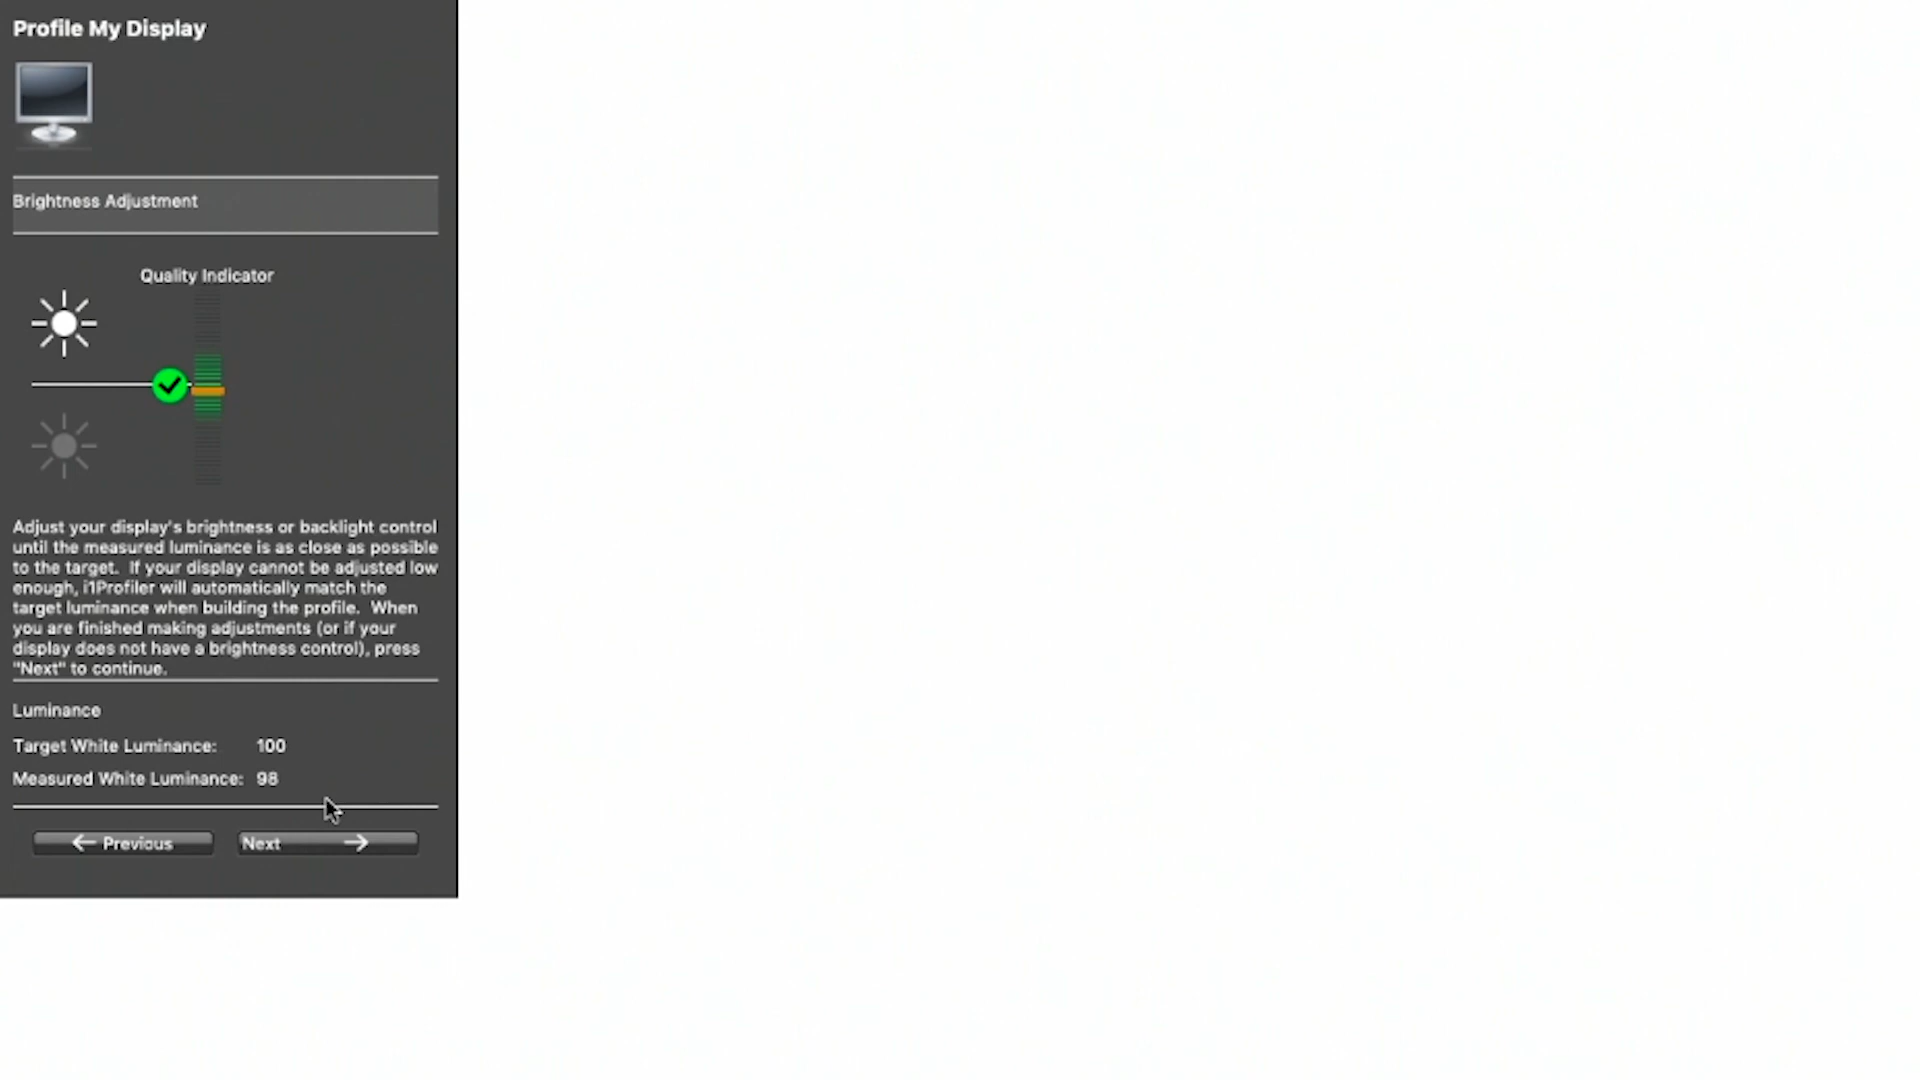 Profile My Display
Brightness Adjustment
Quality Indicator
Adjust your display's brightness or backlight control
until the measured luminance is as close as possible
to the target.  If your display cannot be adjusted low
enough, i1Profiler will automatically match the
target luminance when building the profile.  When
you are finished making adjustments (or if your
display does not have a brightness control), press
"Next" to continue.
Luminance
Target White Luminance: 100
Measured White Luminance: 98
Previous Next